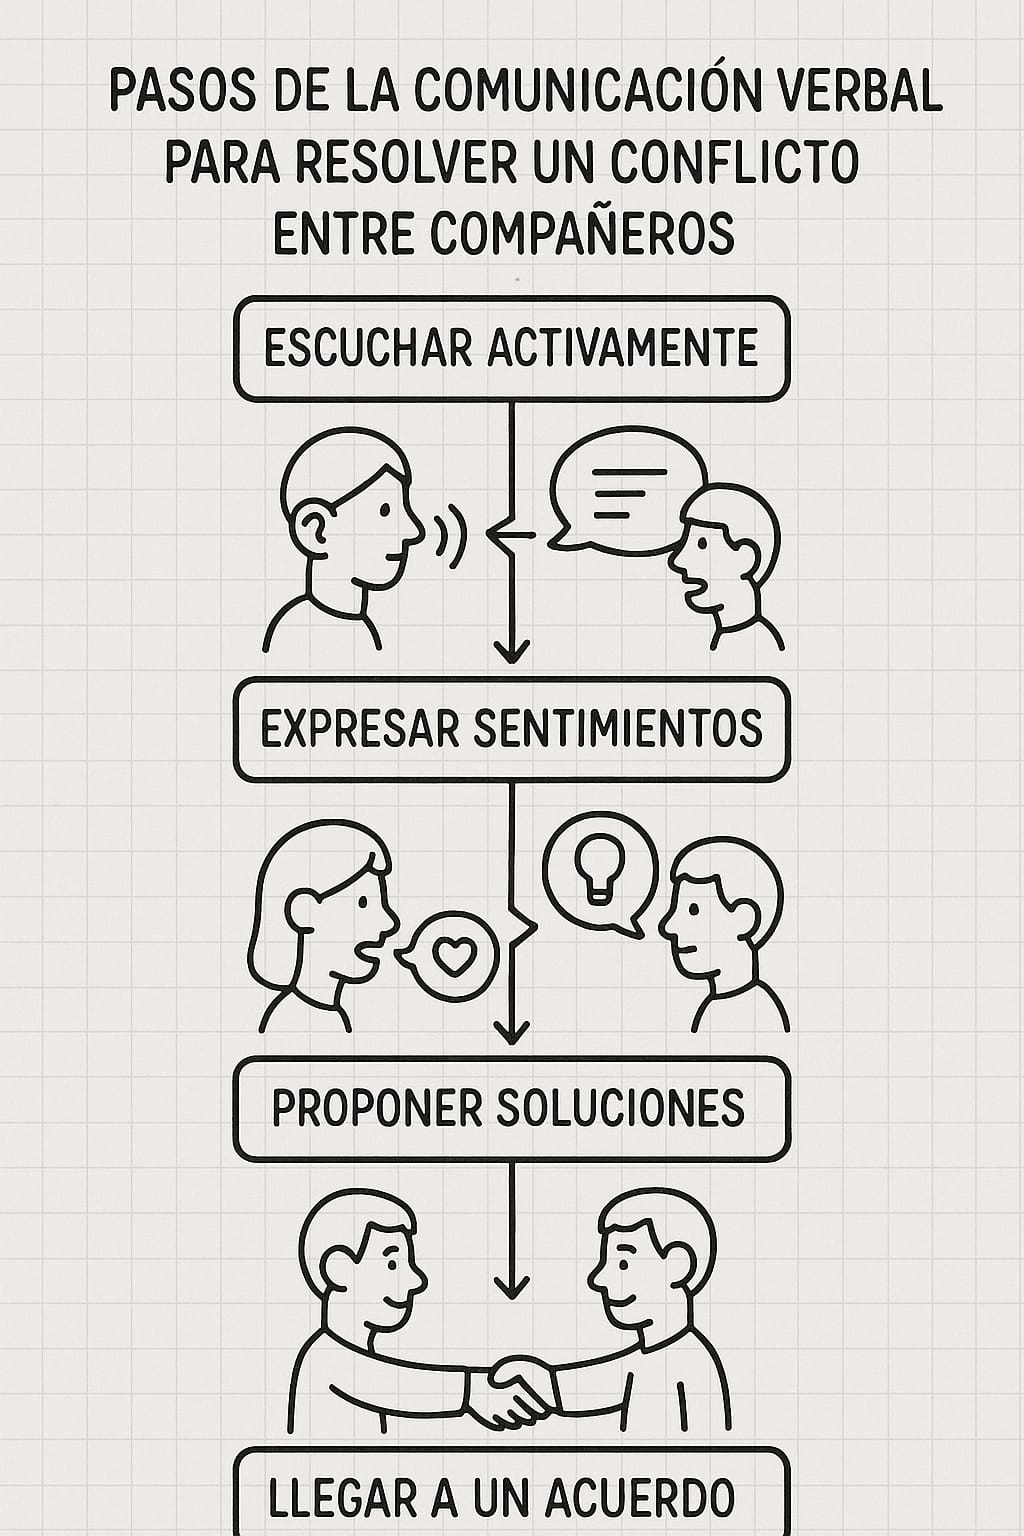 PASOS DE LA COMUNICACIÓN VERBAL
PARA RESOLVER UN CONFLICTO
ENTRE COMPAÑEROS
ESCUCHAR ACTIVAMENTE
EXPRESAR SENTIMIENTOS
PROPONER SOLUCIONES
LLEGAR A UN ACUERDO